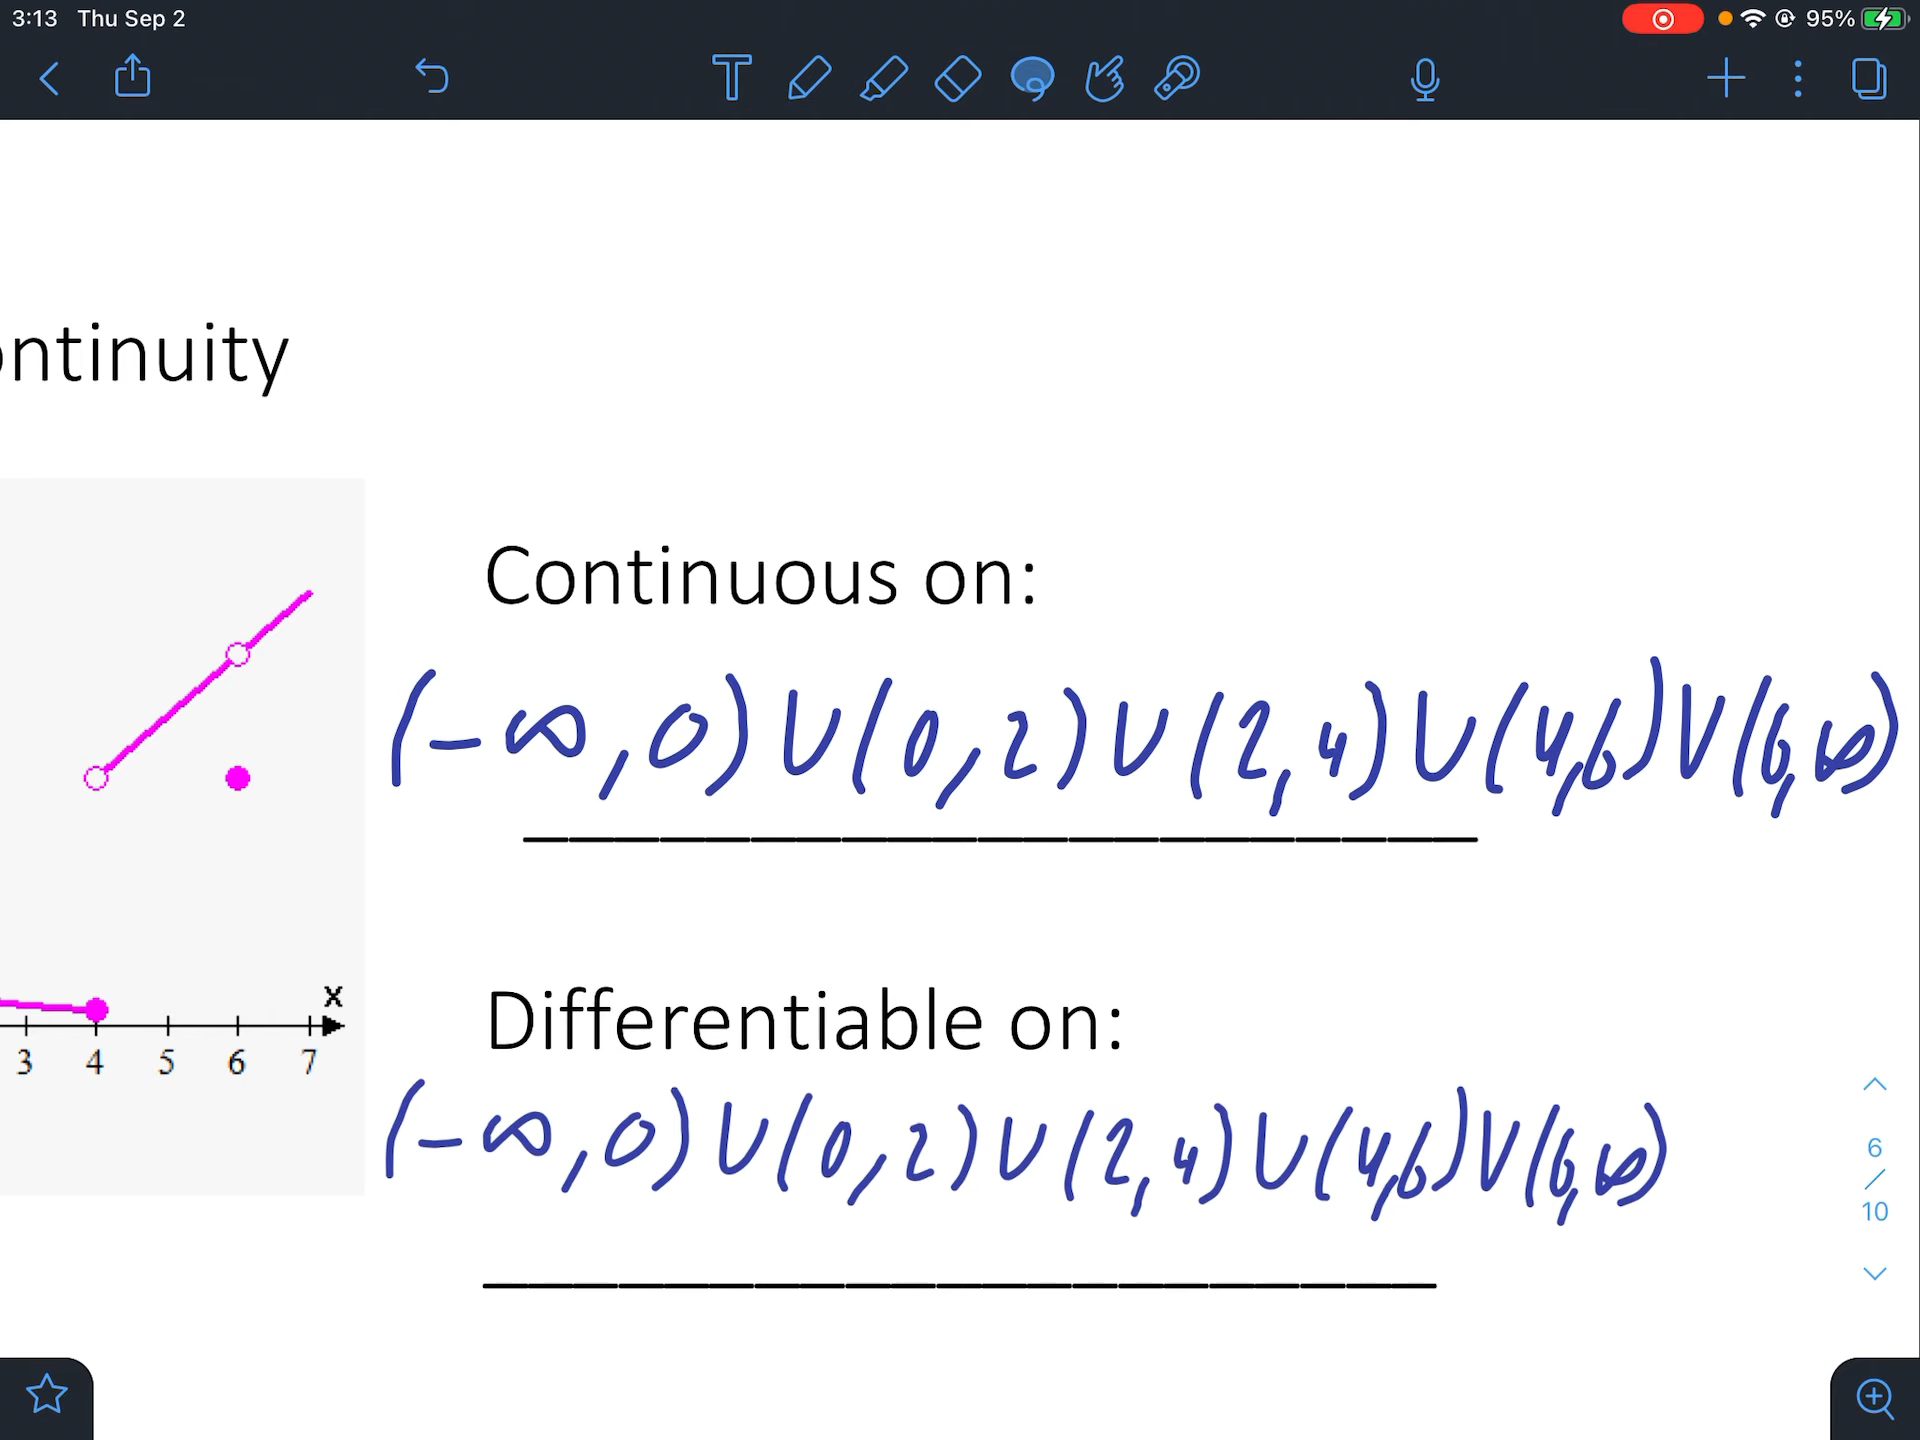 3:13 Thu Sep 2
95%
ontinuity
Continuous on:
(-∞,0)∪(0,2)∪(2,4)∪(4,6)∪(6,∞)
Differentiable on:
(-∞,0)∪(0,2)∪(2,4)∪(4,6)∪(6,∞)
x
3 4 5 6 7
6
/
10